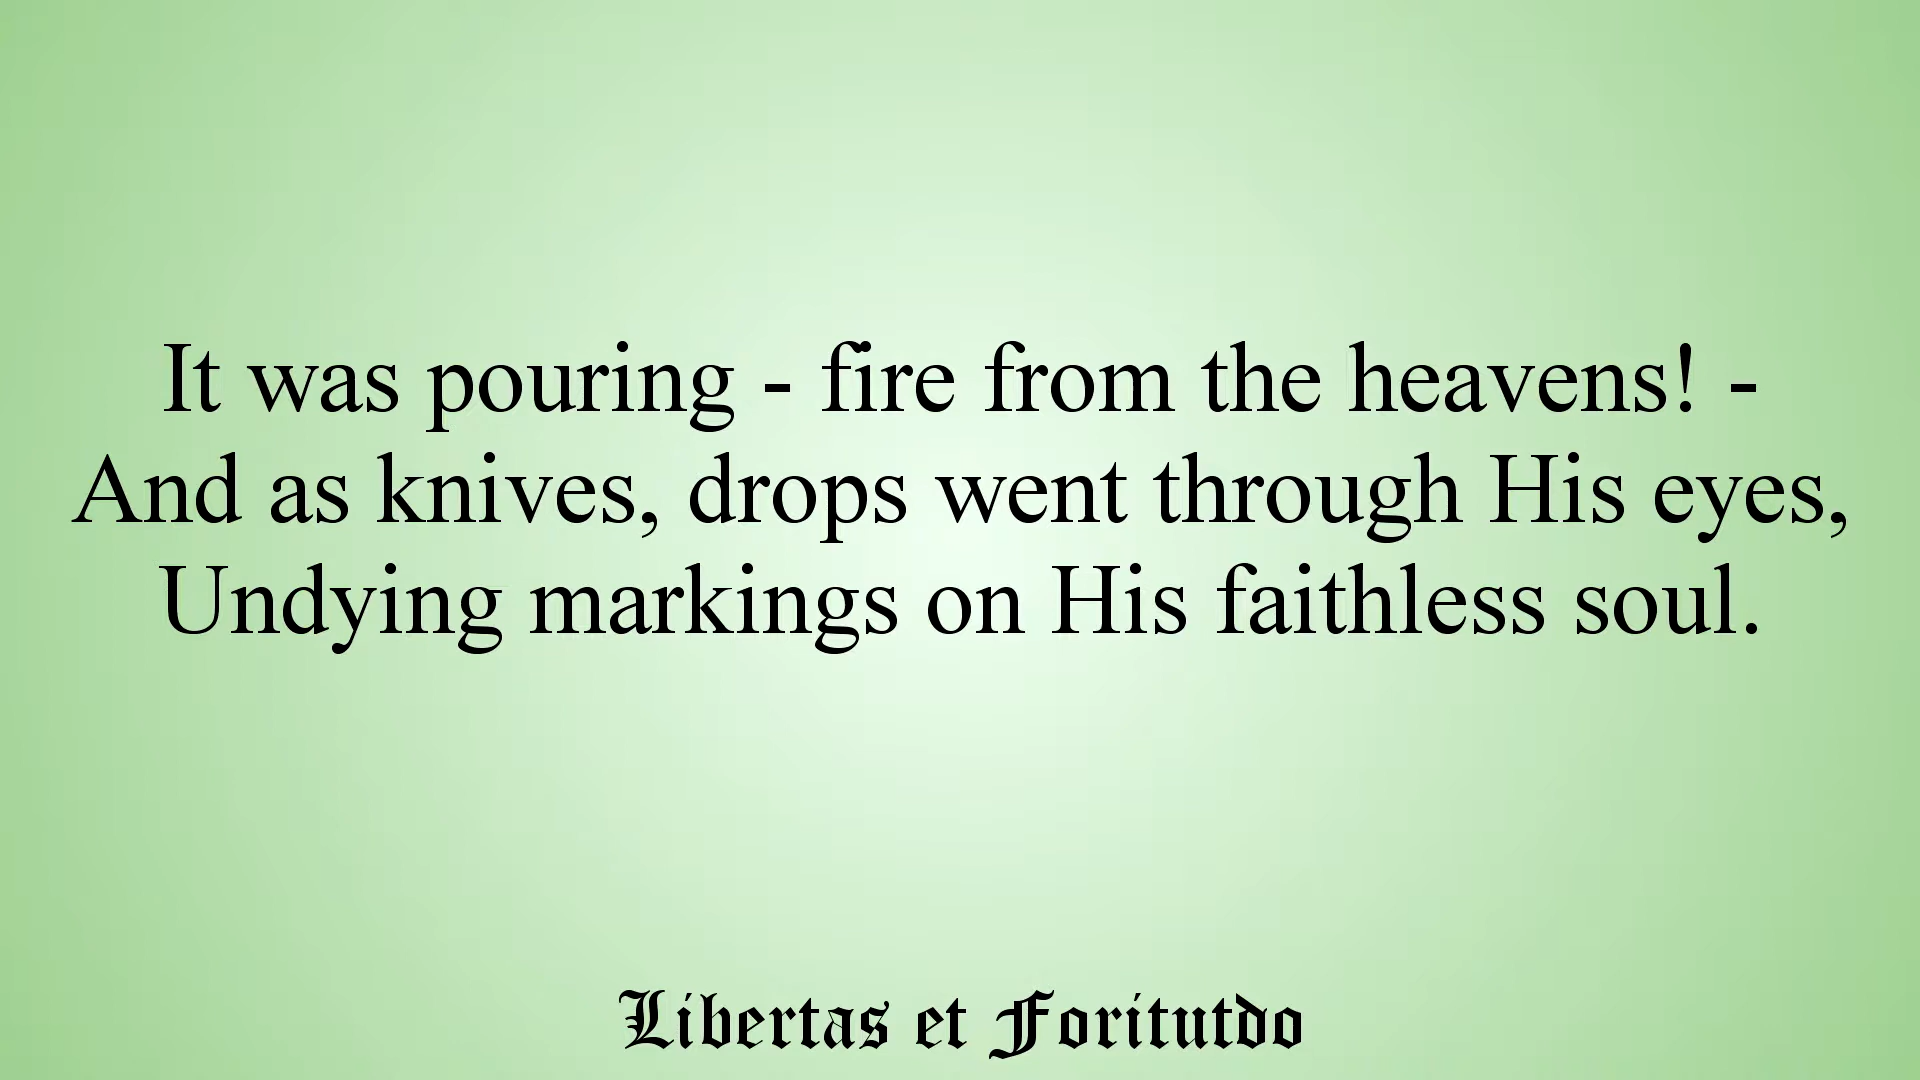 It was pouring - fire from the heavens! -
And as knives, drops went through His eyes,
Undying markings on His faithless soul.
Libertas et Foritutdo